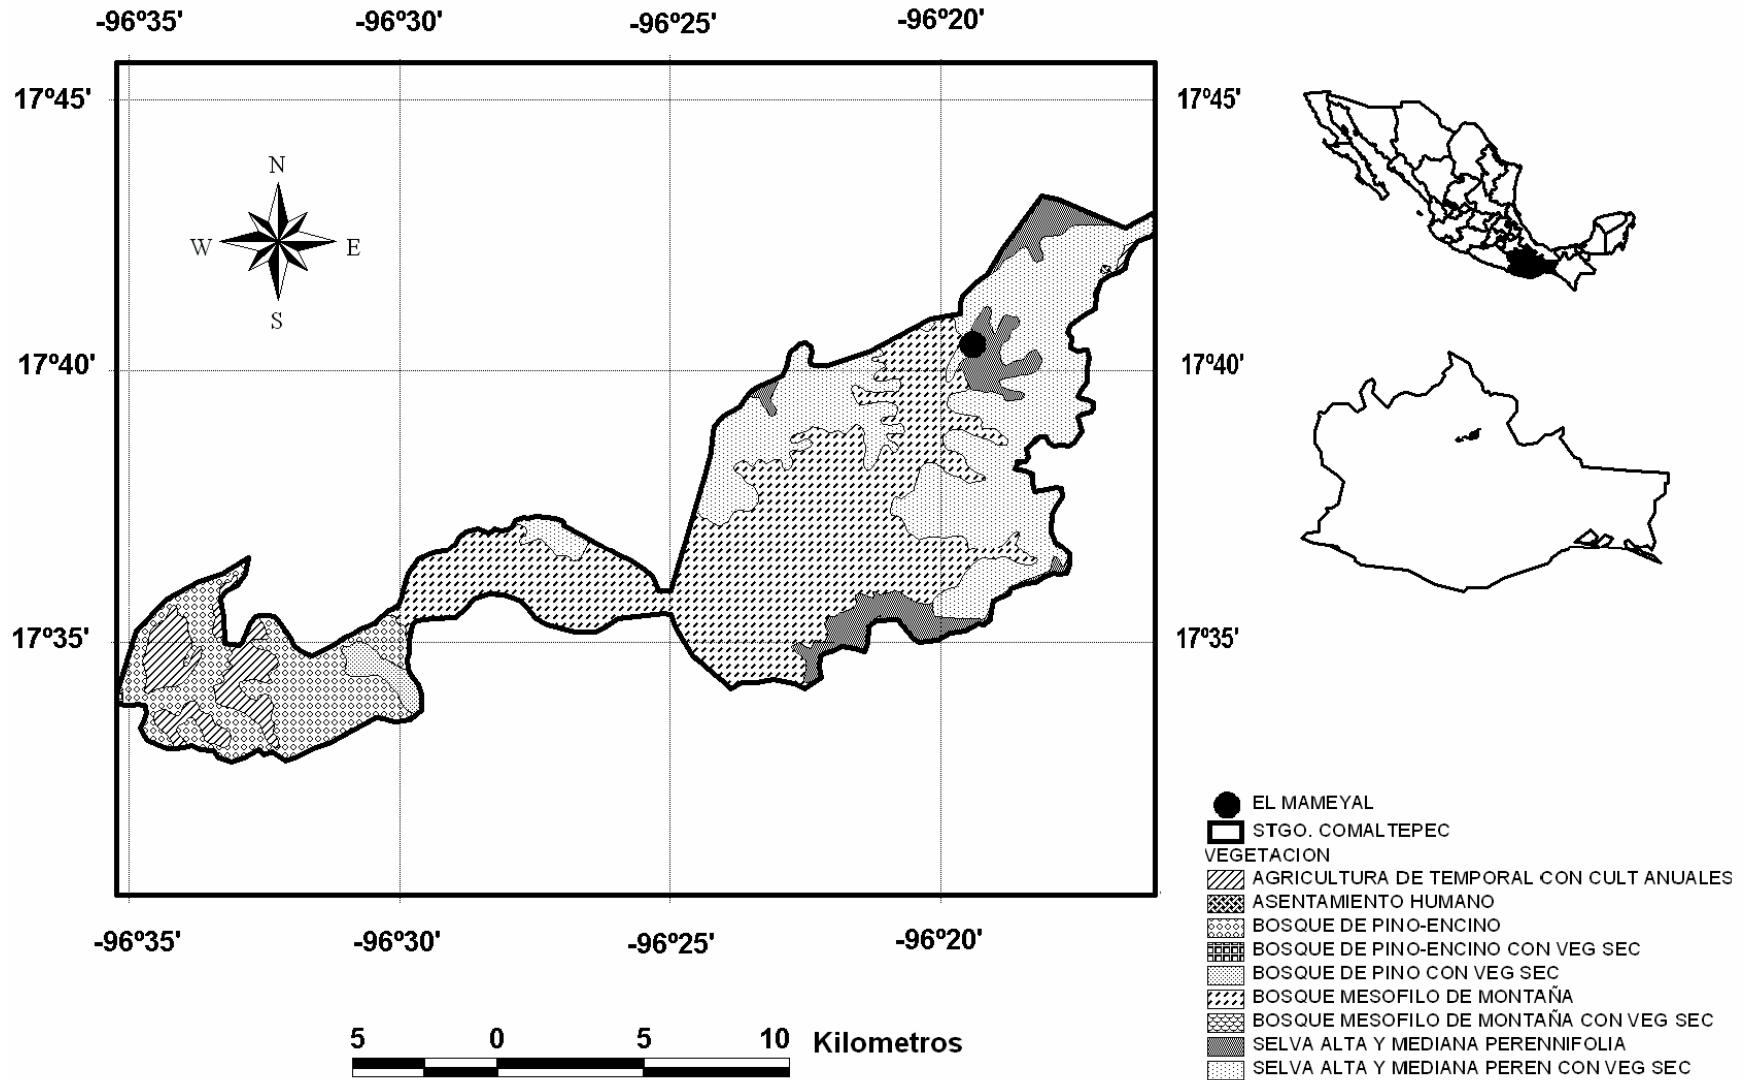 -96º35' -96º30' -96º25' -96º20'
17º45' 17º45'
N
W E
S
17º40' 17º40'
17º35' 17º35'
EL MAMEYAL
STGO. COMALTEPEC
VEGETACION
AGRICULTURA DE TEMPORAL CON CULT ANUALES
ASENTAMIENTO HUMANO
BOSQUE DE PINO-ENCINO
BOSQUE DE PINO-ENCINO CON VEG SEC
BOSQUE DE PINO CON VEG SEC
BOSQUE MESOFILO DE MONTAÑA
BOSQUE MESOFILO DE MONTAÑA CON VEG SEC
SELVA ALTA Y MEDIANA PERENNIFOLIA
SELVA ALTA Y MEDIANA PEREN CON VEG SEC
-96º35' -96º30' -96º25' -96º20'
5 0 5 10 Kilometros